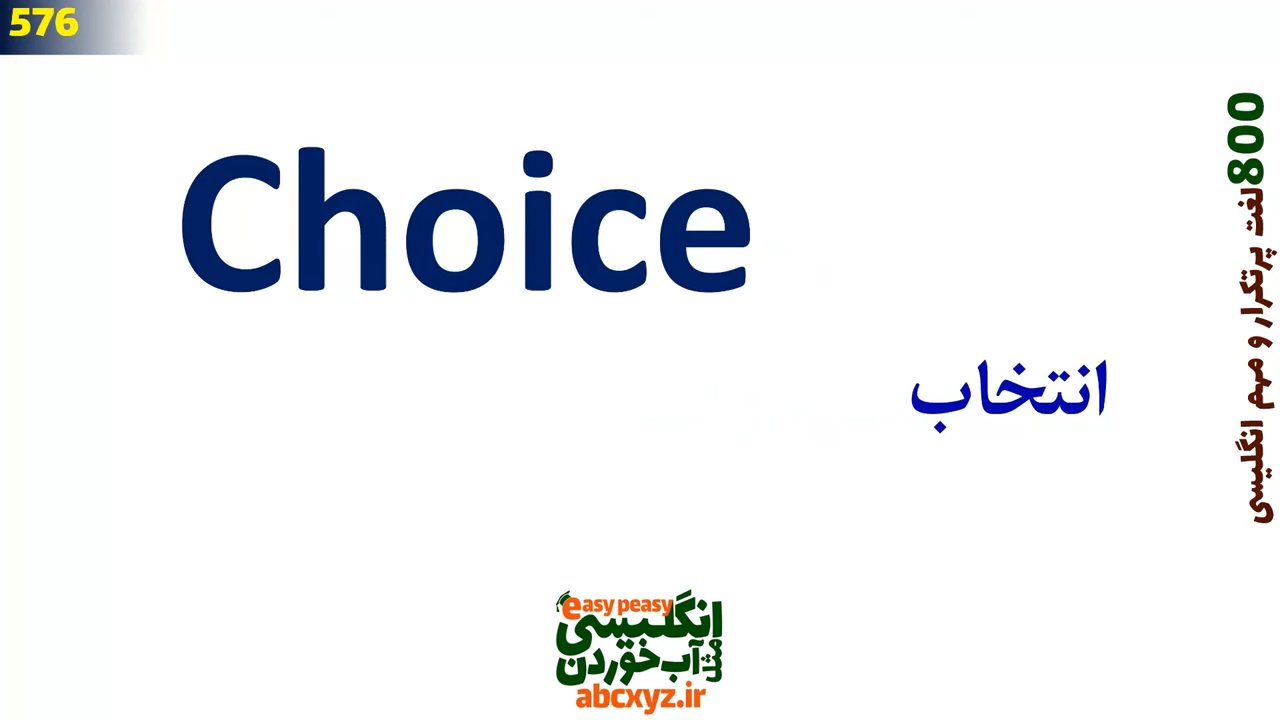 576
Choice
انتخاب
800 لغت پرتکرار و مهم انگلیسی
easy peasy
انگلیسی
مثل آب خوردن
abcxyz.ir